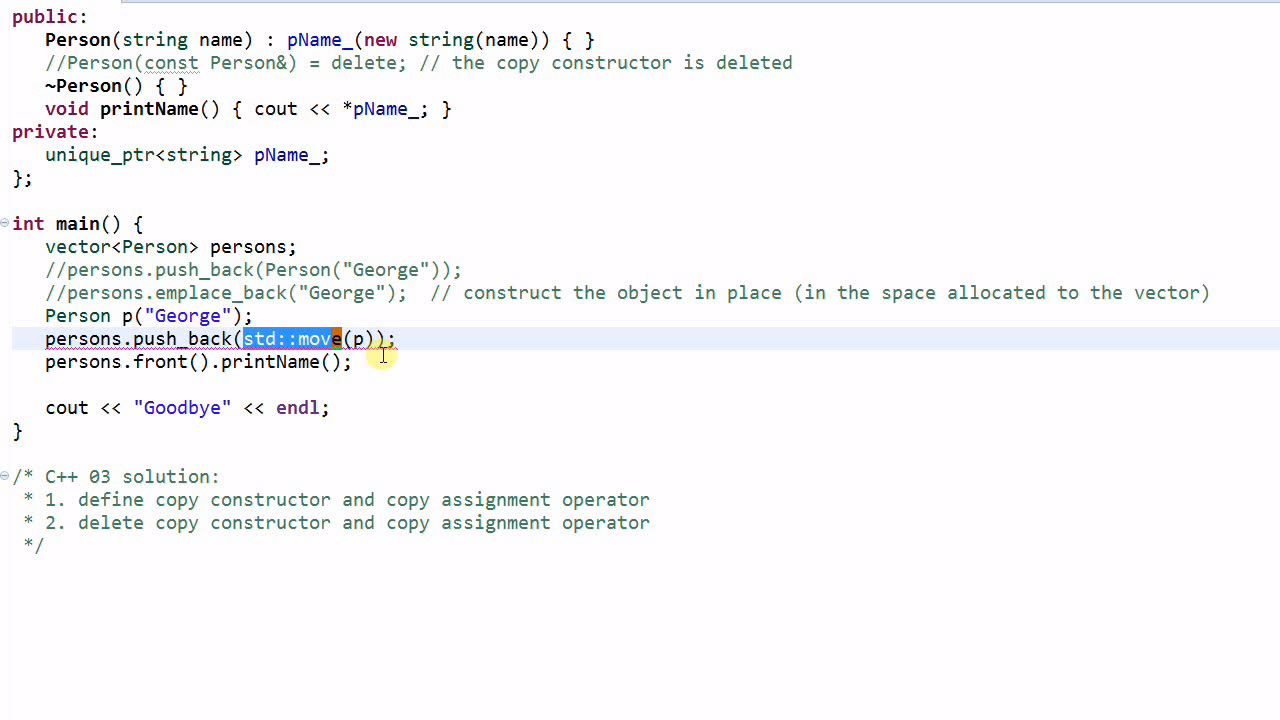 public:
   Person(string name) : pName_(new string(name)) { }
   //Person(const Person&) = delete; // the copy constructor is deleted
   ~Person() { }
   void printName() { cout << *pName_; }
private:
   unique_ptr<string> pName_;
};
int main() {
   vector<Person> persons;
   //persons.push_back(Person("George"));
   //persons.emplace_back("George");  // construct the object in place (in the space allocated to the vector)
   Person p("George");
   persons.push_back(std::move(p));
   persons.front().printName();
   cout << "Goodbye" << endl;
}
/* C++ 03 solution:
 * 1. define copy constructor and copy assignment operator
 * 2. delete copy constructor and copy assignment operator
 */